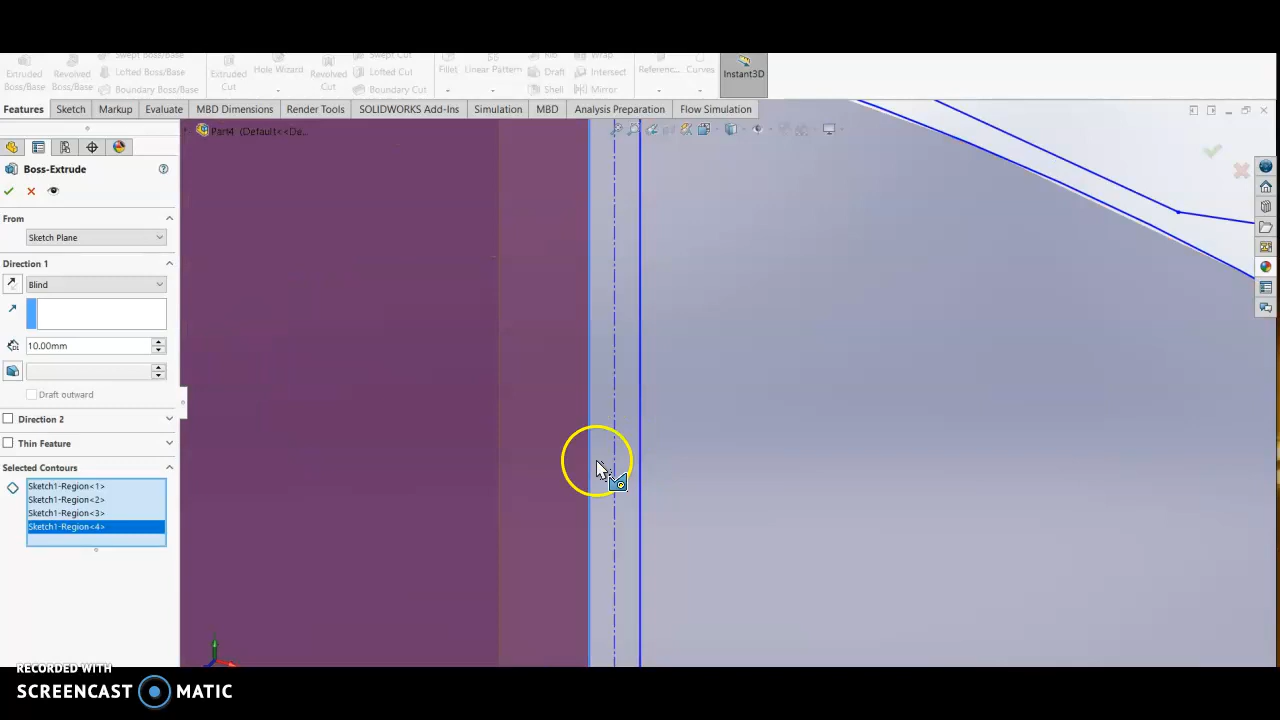 Swept Boss/Base
Rib
Wrap
Extruded Boss/Base
Revolved Boss/Base
Lofted Boss/Base
Boundary Boss/Base
Extruded Cut
Hole Wizard
Revolved Cut
Swept Cut
Lofted Cut
Boundary Cut
Fillet
Linear Pattern
Draft
Shell
Intersect
Mirror
Referenc...
Curves
Instant3D
Features Sketch Markup Evaluate MBD Dimensions Render Tools SOLIDWORKS Add-Ins Simulation MBD Analysis Preparation Flow Simulation
Part4 (Default<<De...
Boss-Extrude
From
Sketch Plane
Direction 1
Blind
10.00mm
Draft outward
Direction 2
Thin Feature
Selected Contours
Sketch1-Region<1>
Sketch1-Region<2>
Sketch1-Region<3>
Sketch1-Region<4>
RECORDED WITH
SCREENCAST MATIC